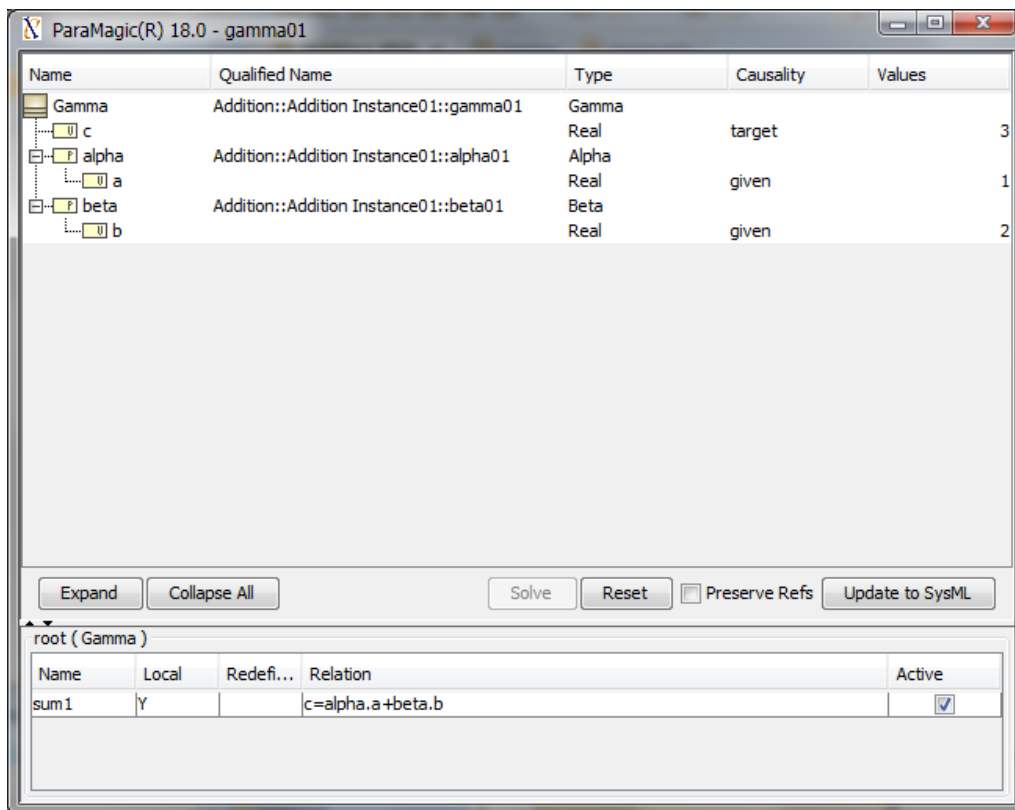 ParaMagic(R) 18.0 - gamma01
Name Qualified Name Type Causality Values
Gamma Addition::Addition Instance01::gamma01 Gamma
V c Real target 3
P alpha Addition::Addition Instance01::alpha01 Alpha
V a Real given 1
P beta Addition::Addition Instance01::beta01 Beta
V b Real given 2
Expand Collapse All Solve Reset Preserve Refs Update to SysML
root ( Gamma )
Name Local Redefi... Relation Active
sum1 Y c=alpha.a+beta.b